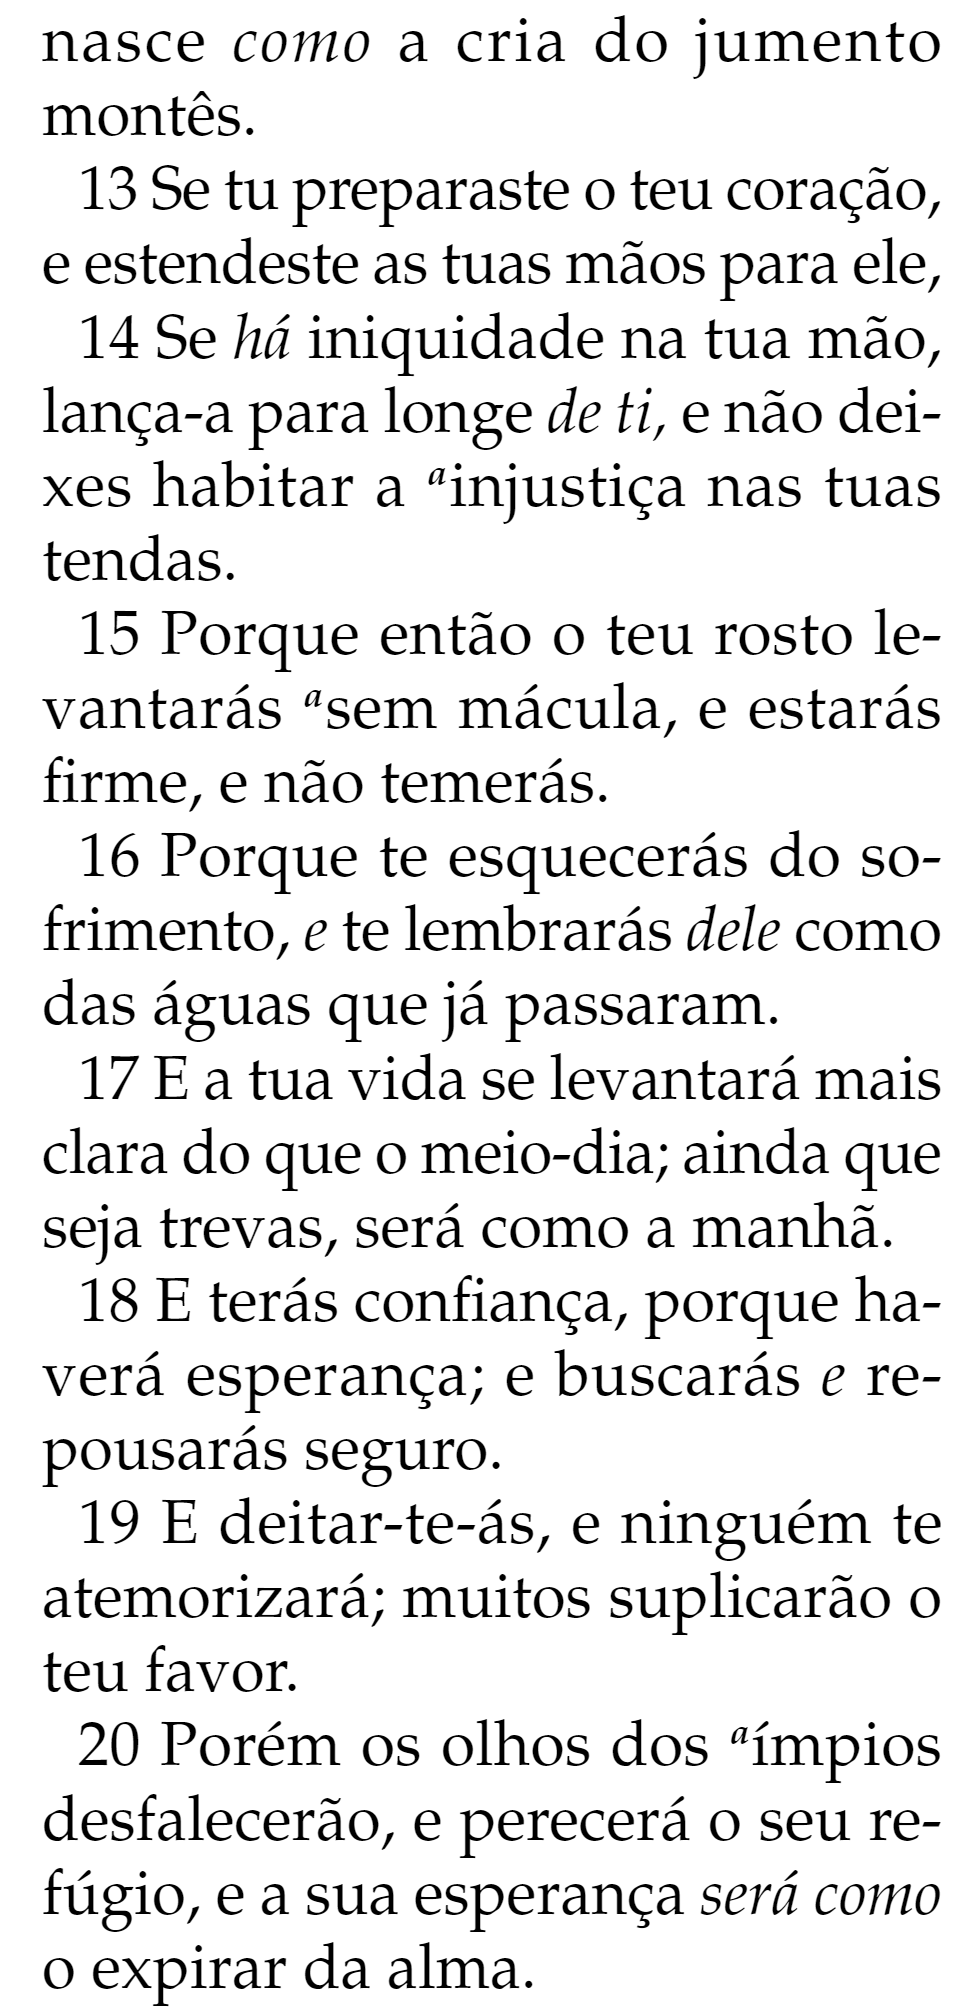 nasce como a cria do jumento
montês.
13 Se tu preparaste o teu coração,
e estendeste as tuas mãos para ele,
14 Se há iniquidade na tua mão,
lança-a para longe de ti, e não dei-
xes habitar a ᵃinjustiça nas tuas
tendas.
15 Porque então o teu rosto le-
vantarás ᵃsem mácula, e estarás
firme, e não temerás.
16 Porque te esquecerás do so-
frimento, e te lembrarás dele como
das águas que já passaram.
17 E a tua vida se levantará mais
clara do que o meio-dia; ainda que
seja trevas, será como a manhã.
18 E terás confiança, porque ha-
verá esperança; e buscarás e re-
pousarás seguro.
19 E deitar-te-ás, e ninguém te
atemorizará; muitos suplicarão o
teu favor.
20 Porém os olhos dos ᵃímpios
desfalecerão, e perecerá o seu re-
fúgio, e a sua esperança será como
o expirar da alma.